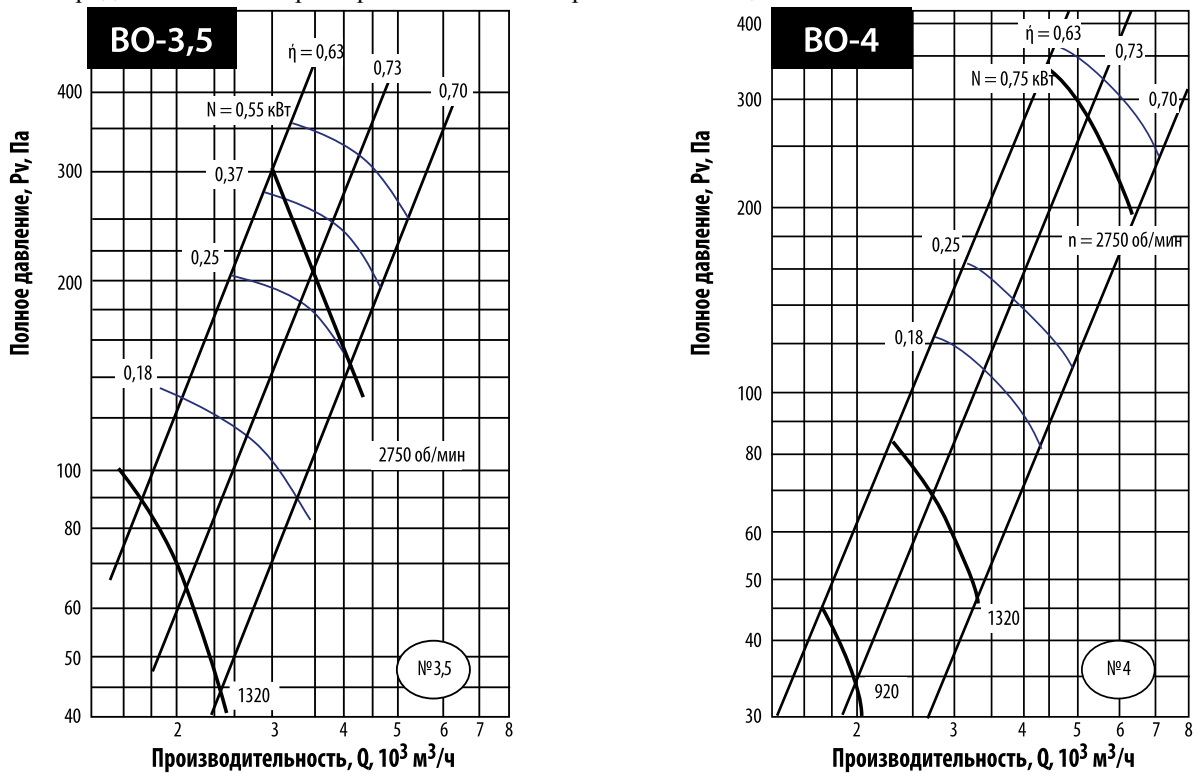 ВО-3,5
ή = 0,63
0,73
0,70
N = 0,55 кВт
0,37
0,25
0,18
2750 об/мин
1320
№3,5
400
300
200
100
80
60
50
40
2 3 4 5 6 7 8
Полное давление, Pv, Па
Производительность, Q, 10³ м³/ч
ВО-4
ή = 0,63
0,73
0,70
N = 0,75 кВт
n = 2750 об/мин
0,25
0,18
1320
920
№4
400
300
200
100
80
60
50
40
30
2 3 4 5 6 7 8
Полное давление, Pv, Па
Производительность, Q, 10³ м³/ч